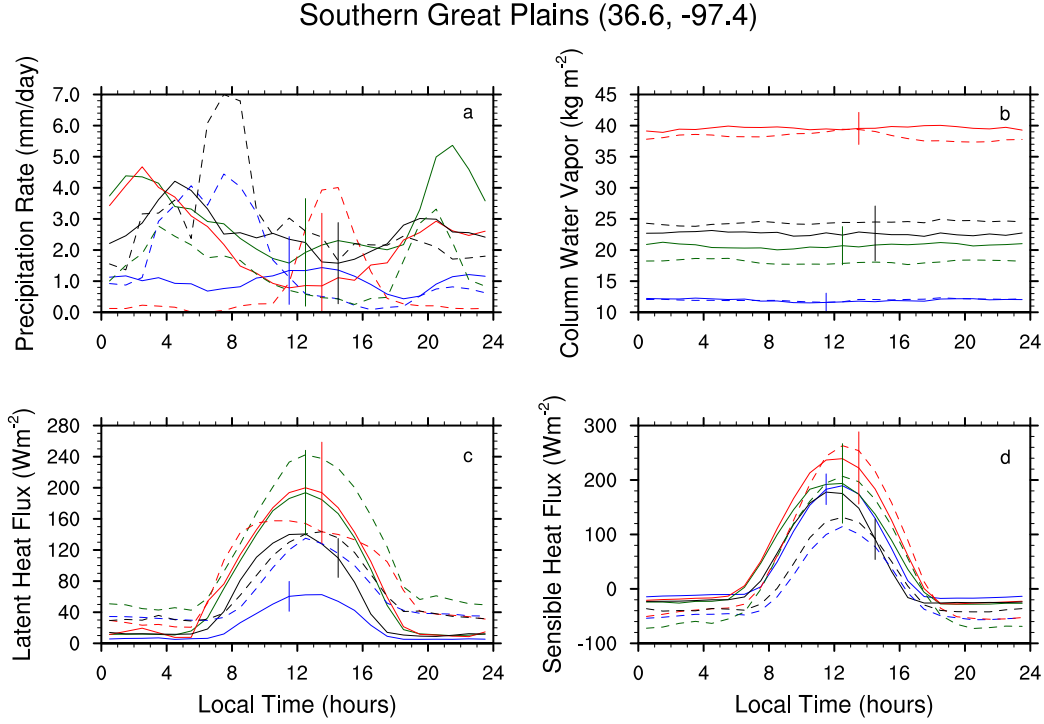 Southern Great Plains (36.6, -97.4)
Precipitation Rate (mm/day)
7.0
6.0
5.0
4.0
3.0
2.0
1.0
0.0
a
0 4 8 12 16 20 24
Column Water Vapor (kg m-2)
45
40
35
30
25
20
15
10
b
0 4 8 12 16 20 24
Latent Heat Flux (Wm-2)
280
240
200
160
120
80
40
0
c
0 4 8 12 16 20 24
Local Time (hours)
Sensible Heat Flux (Wm-2)
300
200
100
0
-100
d
0 4 8 12 16 20 24
Local Time (hours)